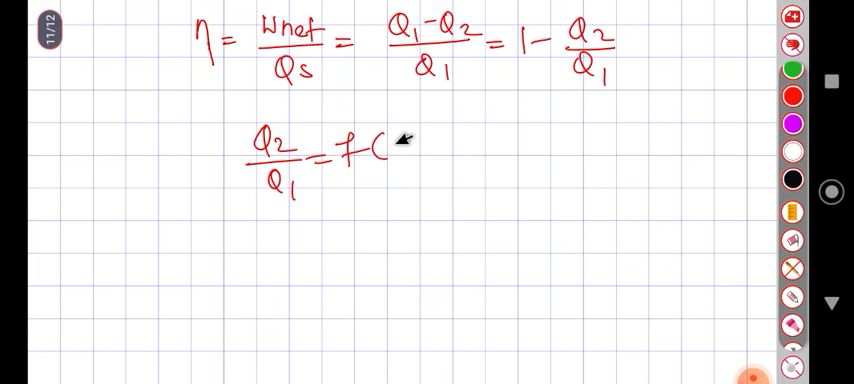 11/12
η = Wnet/Qs = Q1-Q2/Q1 = 1 - Q2/Q1
Q2/Q1 = f(